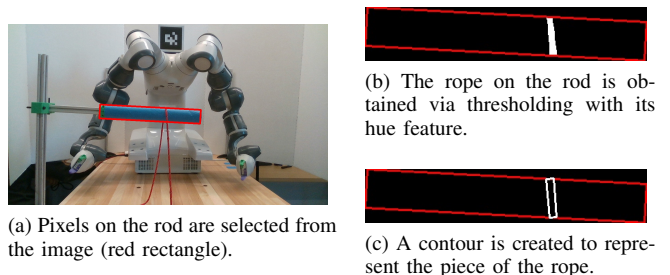 (a) Pixels on the rod are selected from
the image (red rectangle).
(b) The rope on the rod is ob-
tained via thresholding with its
hue feature.
(c) A contour is created to repre-
sent the piece of the rope.